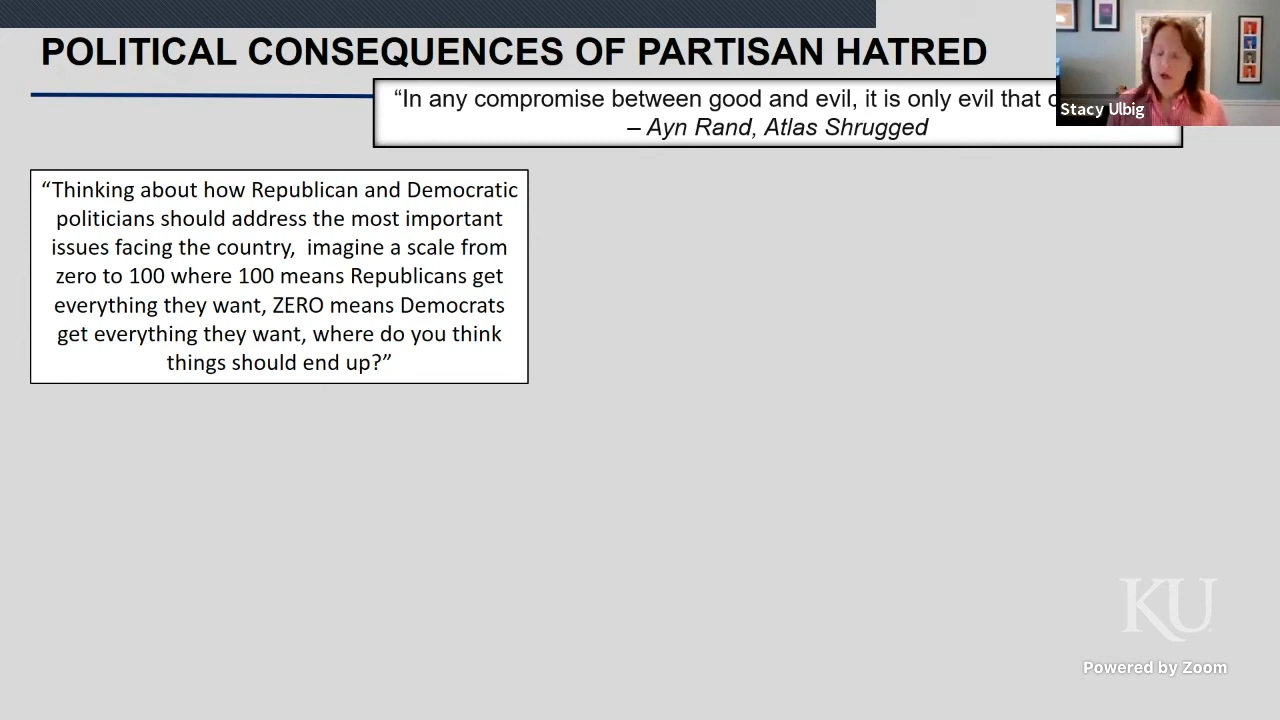 POLITICAL CONSEQUENCES OF PARTISAN HATRED
“In any compromise between good and evil, it is only evil that
– Ayn Rand, Atlas Shrugged
Stacy Ulbig
“Thinking about how Republican and Democratic
politicians should address the most important
issues facing the country,  imagine a scale from
zero to 100 where 100 means Republicans get
everything they want, ZERO means Democrats
get everything they want, where do you think
things should end up?”
KU
Powered by Zoom